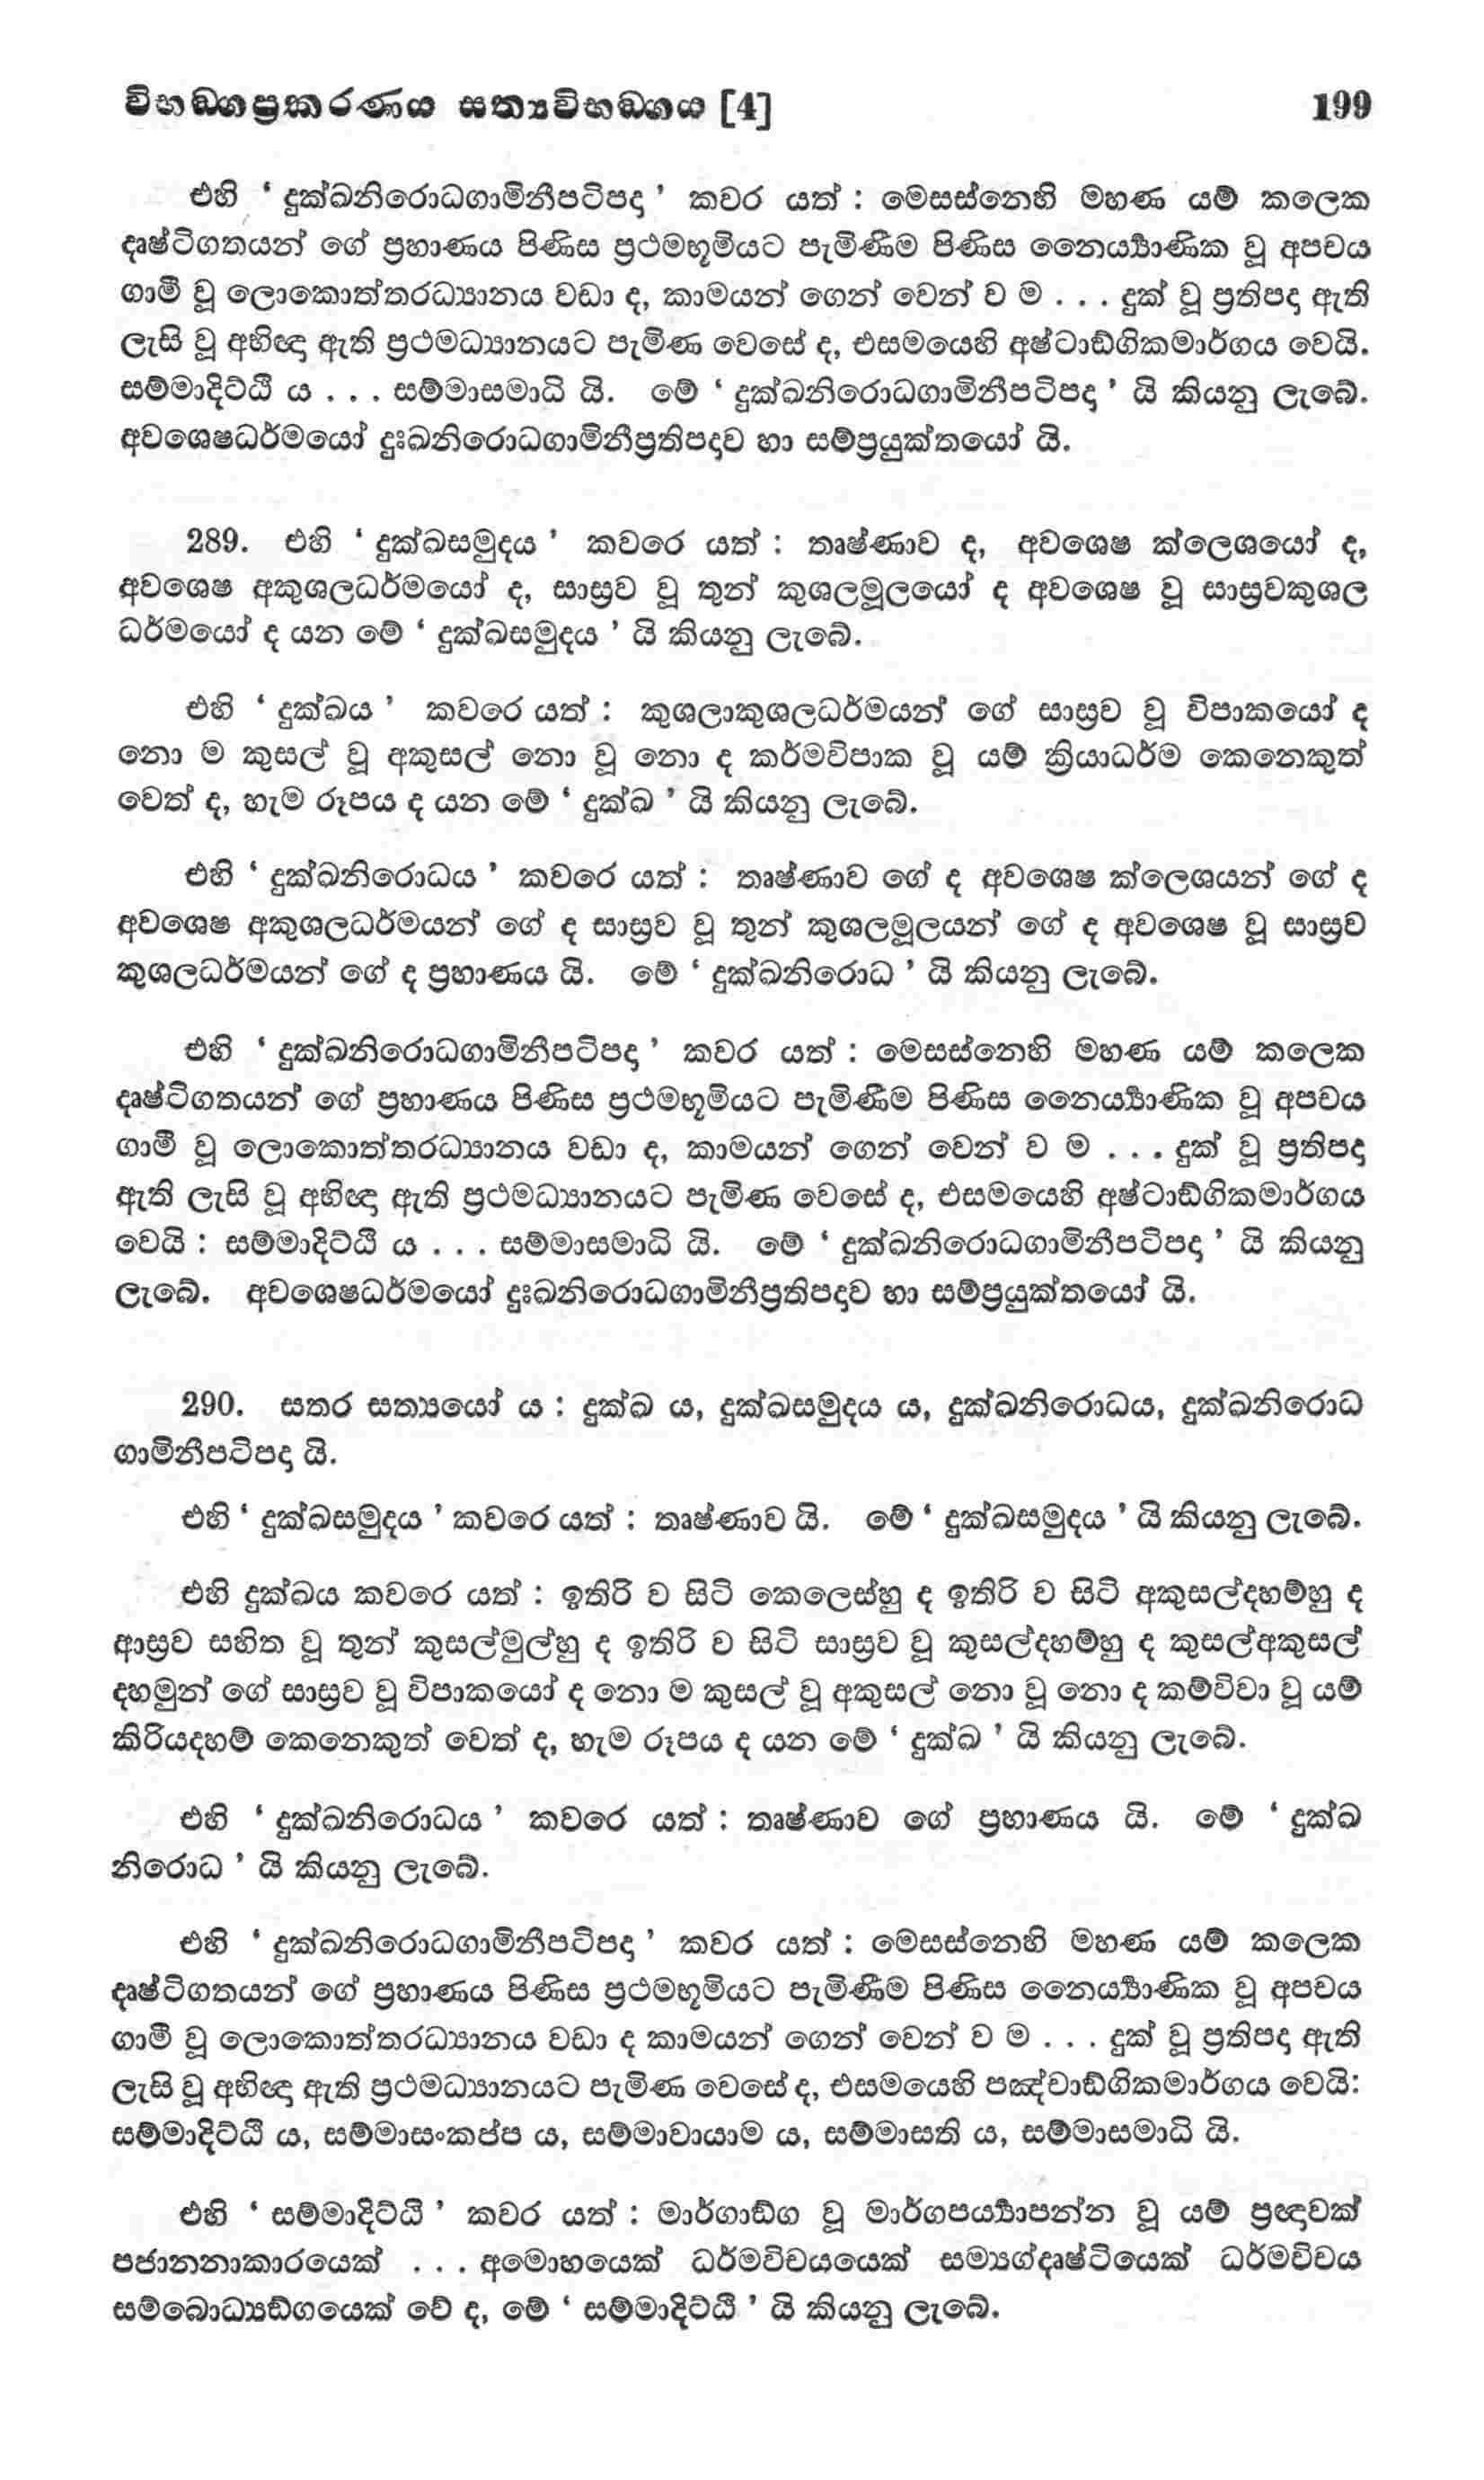 විභඞ්ගප්‍රකරණය සත්‍යවිභඞ්ගය [4] 199
එහි ‘ දුක්ඛනිරොධගාමිනීපටිපදා ’ කවර යත් : මෙසස්නෙහි මහණ යම් කලෙක
දෘෂ්ටිගතයන් ගේ ප්‍රහාණය පිණිස ප්‍රථමභූමියට පැමිණීම පිණිස නෛර්‍ය්‍යාණික වූ අපචය
ගාමී වූ ලොකොත්තරධ්‍යානය වඩා ද, කාමයන් ගෙන් වෙන් ව ම . . . දුක් වූ ප්‍රතිපදා ඇති
ලැසි වූ අභිඥා ඇති ප්‍රථමධ්‍යානයට පැමිණ වෙසේ ද, එසමයෙහි අෂ්ටාඞ්ගිකමාර්ගය වෙයි.
සම්මාදිට්ඨි ය . . . සම්මාසමාධි යි. මේ ‘ දුක්ඛනිරොධගාමිනීපටිපදා ’ යි කියනු ලැබේ.
අවශෙෂධර්මයෝ දුඃඛනිරොධගාමිනීප්‍රතිපදාව හා සම්ප්‍රයුක්තයෝ යි.
289. එහි ‘ දුක්ඛසමුදය ’ කවරෙ යත් : තෘෂ්ණාව ද, අවශෙෂ ක්ලෙශයෝ ද,
අවශෙෂ අකුශලධර්මයෝ ද, සාස්‍රව වූ තුන් කුශලමූලයෝ ද අවශෙෂ වූ සාස්‍රවකුශල
ධර්මයෝ ද යන මේ ‘ දුක්ඛසමුදය ’ යි කියනු ලැබේ.
එහි ‘ දුක්ඛය ’ කවරෙ යත් : කුශලාකුශලධර්මයන් ගේ සාස්‍රව වූ විපාකයෝ ද
නො ම කුසල් වූ අකුසල් නො වූ නො ද කර්මවිපාක වූ යම් ක්‍රියාධර්ම කෙනෙකුත්
වෙත් ද, හැම රූපය ද යන මේ ‘ දුක්ඛ ’ යි කියනු ලැබේ.
එහි ‘ දුක්ඛනිරොධය ’ කවරෙ යත් : තෘෂ්ණාව ගේ ද අවශෙෂ ක්ලෙශයන් ගේ ද
අවශෙෂ අකුශලධර්මයන් ගේ ද සාස්‍රව වූ තුන් කුශලමූලයන් ගේ ද අවශෙෂ වූ සාස්‍රව
කුශලධර්මයන් ගේ ද ප්‍රහාණය යි. මේ ‘ දුක්ඛනිරොධ ’ යි කියනු ලැබේ.
එහි ‘ දුක්ඛනිරොධගාමිනීපටිපදා ’ කවර යත් : මෙසස්නෙහි මහණ යම් කලෙක
දෘෂ්ටිගතයන් ගේ ප්‍රහාණය පිණිස ප්‍රථමභූමියට පැමිණීම පිණිස නෛර්‍ය්‍යාණික වූ අපචය
ගාමී වූ ලොකොත්තරධ්‍යානය වඩා ද, කාමයන් ගෙන් වෙන් ව ම . . . දුක් වූ ප්‍රතිපදා
ඇති ලැසි වූ අභිඥා ඇති ප්‍රථමධ්‍යානයට පැමිණ වෙසේ ද, එසමයෙහි අෂ්ටාඞ්ගිකමාර්ගය
වෙයි : සම්මාදිට්ඨි ය . . . සම්මාසමාධි යි. මේ ‘ දුක්ඛනිරොධගාමිනීපටිපදා ’ යි කියනු
ලැබේ. අවශෙෂධර්මයෝ දුඃඛනිරොධගාමිනීප්‍රතිපදාව හා සම්ප්‍රයුක්තයෝ යි.
290. සතර සත්‍යයෝ ය : දුක්ඛ ය, දුක්ඛසමුදය ය, දුක්ඛනිරොධය, දුක්ඛනිරොධ
ගාමිනීපටිපදා යි.
එහි ‘ දුක්ඛසමුදය ’ කවරෙ යත් : තෘෂ්ණාව යි. මේ ‘ දුක්ඛසමුදය ’ යි කියනු ලැබේ.
එහි දුක්ඛය කවරෙ යත් : ඉතිරි ව සිටි කෙලෙස්හු ද ඉතිරි ව සිටි අකුසල්දහම්හු ද
ආස්‍රව සහිත වූ තුන් කුසල්මුල්හු ද ඉතිරි ව සිටි සාස්‍රව වූ කුසල්දහම්හු ද කුසල්අකුසල්
දහමුන් ගේ සාස්‍රව වූ විපාකයෝ ද නො ම කුසල් වූ අකුසල් නො වූ නො ද කම්විවා වූ යම්
කිරියදහම් කෙනෙකුත් වෙත් ද, හැම රූපය ද යන මේ ‘ දුක්ඛ ’ යි කියනු ලැබේ.
එහි ‘ දුක්ඛනිරොධය ’ කවරෙ යත් : තෘෂ්ණාව ගේ ප්‍රහාණය යි. මේ ‘ දුක්ඛ
නිරොධ ’ යි කියනු ලැබේ.
එහි ‘ දුක්ඛනිරොධගාමිනීපටිපදා ’ කවර යත් : මෙසස්නෙහි මහණ යම් කලෙක
දෘෂ්ටිගතයන් ගේ ප්‍රහාණය පිණිස ප්‍රථමභූමියට පැමිණීම පිණිස නෛර්‍ය්‍යාණික වූ අපචය
ගාමී වූ ලොකොත්තරධ්‍යානය වඩා ද කාමයන් ගෙන් වෙන් ව ම . . . දුක් වූ ප්‍රතිපදා ඇති
ලැසි වූ අභිඥා ඇති ප්‍රථමධ්‍යානයට පැමිණ වෙසේ ද, එසමයෙහි පඤ්චාඞ්ගිකමාර්ගය වෙයි:
සම්මාදිට්ඨි ය, සම්මාසංකප්ප ය, සම්මාවායාම ය, සම්මාසති ය, සම්මාසමාධි යි.
එහි ‘ සම්මාදිට්ඨි ’ කවර යත් : මාර්ගාඞ්ග වූ මාර්ගපර්‍ය්‍යාපන්න වූ යම් ප්‍රඥාවක්
පජානනාකාරයෙක් . . . අමොහයෙක් ධර්මවිචයයෙක් සම්‍යග්දෘෂ්ටියෙක් ධර්මවිචය
සම්බොධ්‍යඞ්ගයෙක් වේ ද, මේ ‘ සම්මාදිට්ඨි ’ යි කියනු ලැබේ.